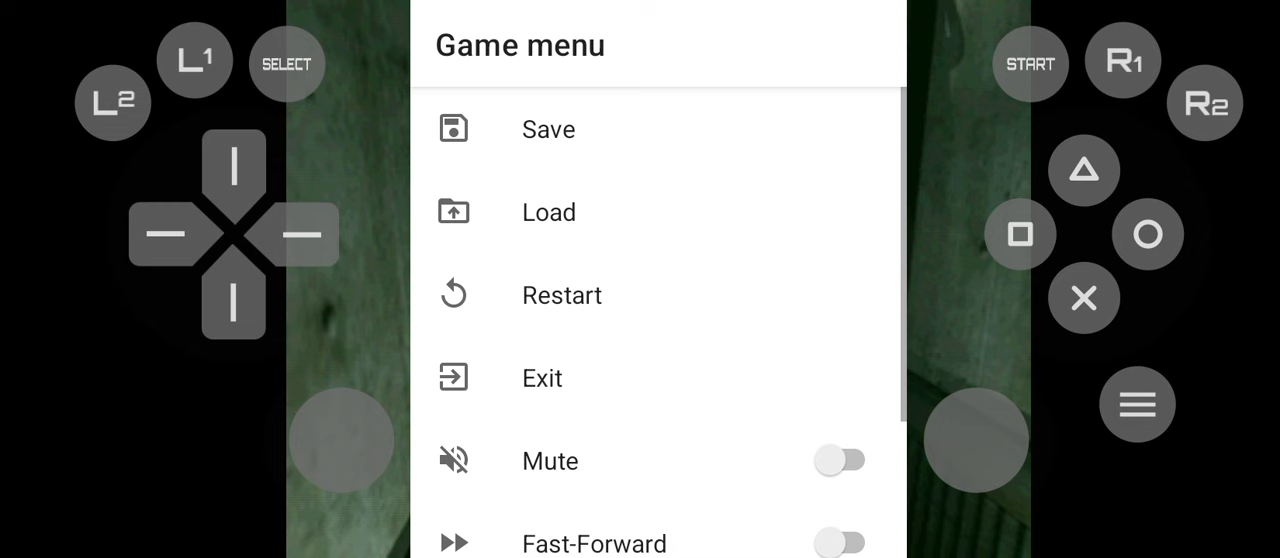 Game menu
L1
SELECT
START
R1
L2
R2
Save
Load
Restart
Exit
Mute
Fast-Forward